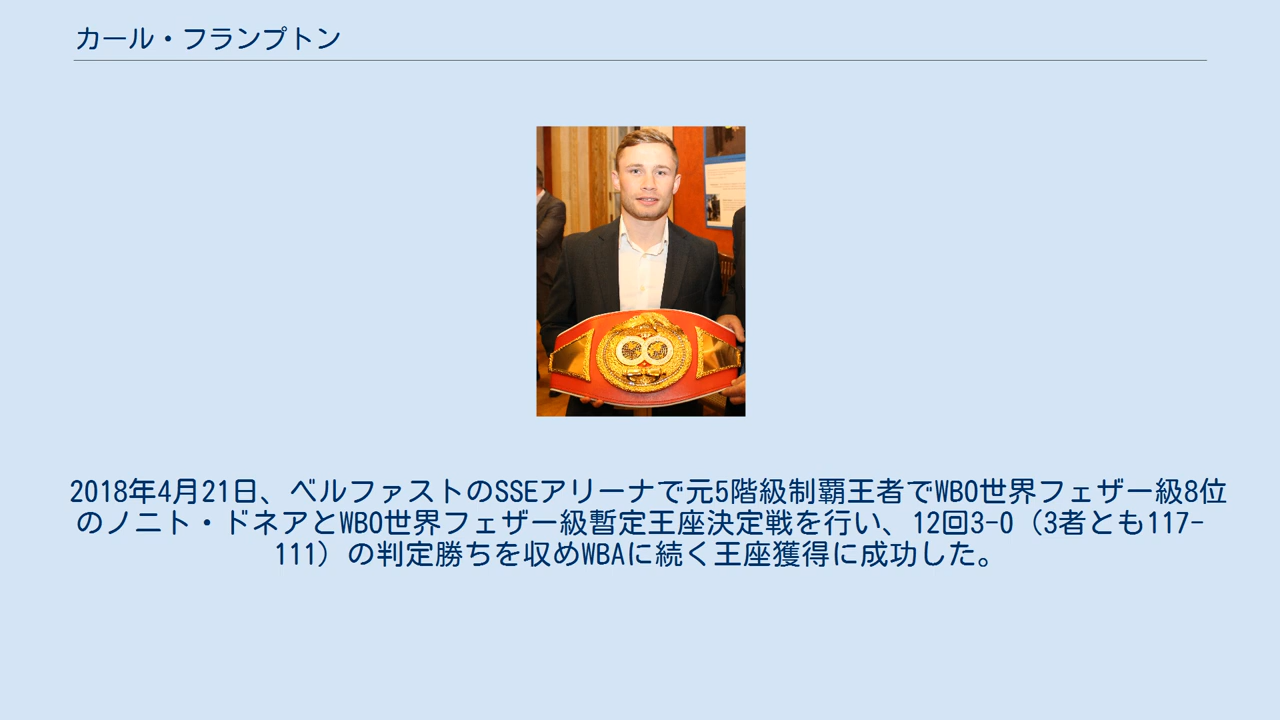 カール・フランプトン
2018年4月21日、ベルファストのSSEアリーナで元5階級制覇王者でWBO世界フェザー級8位
のノニト・ドネアとWBO世界フェザー級暫定王座決定戦を行い、12回3-0（3者とも117-
111）の判定勝ちを収めWBAに続く王座獲得に成功した。